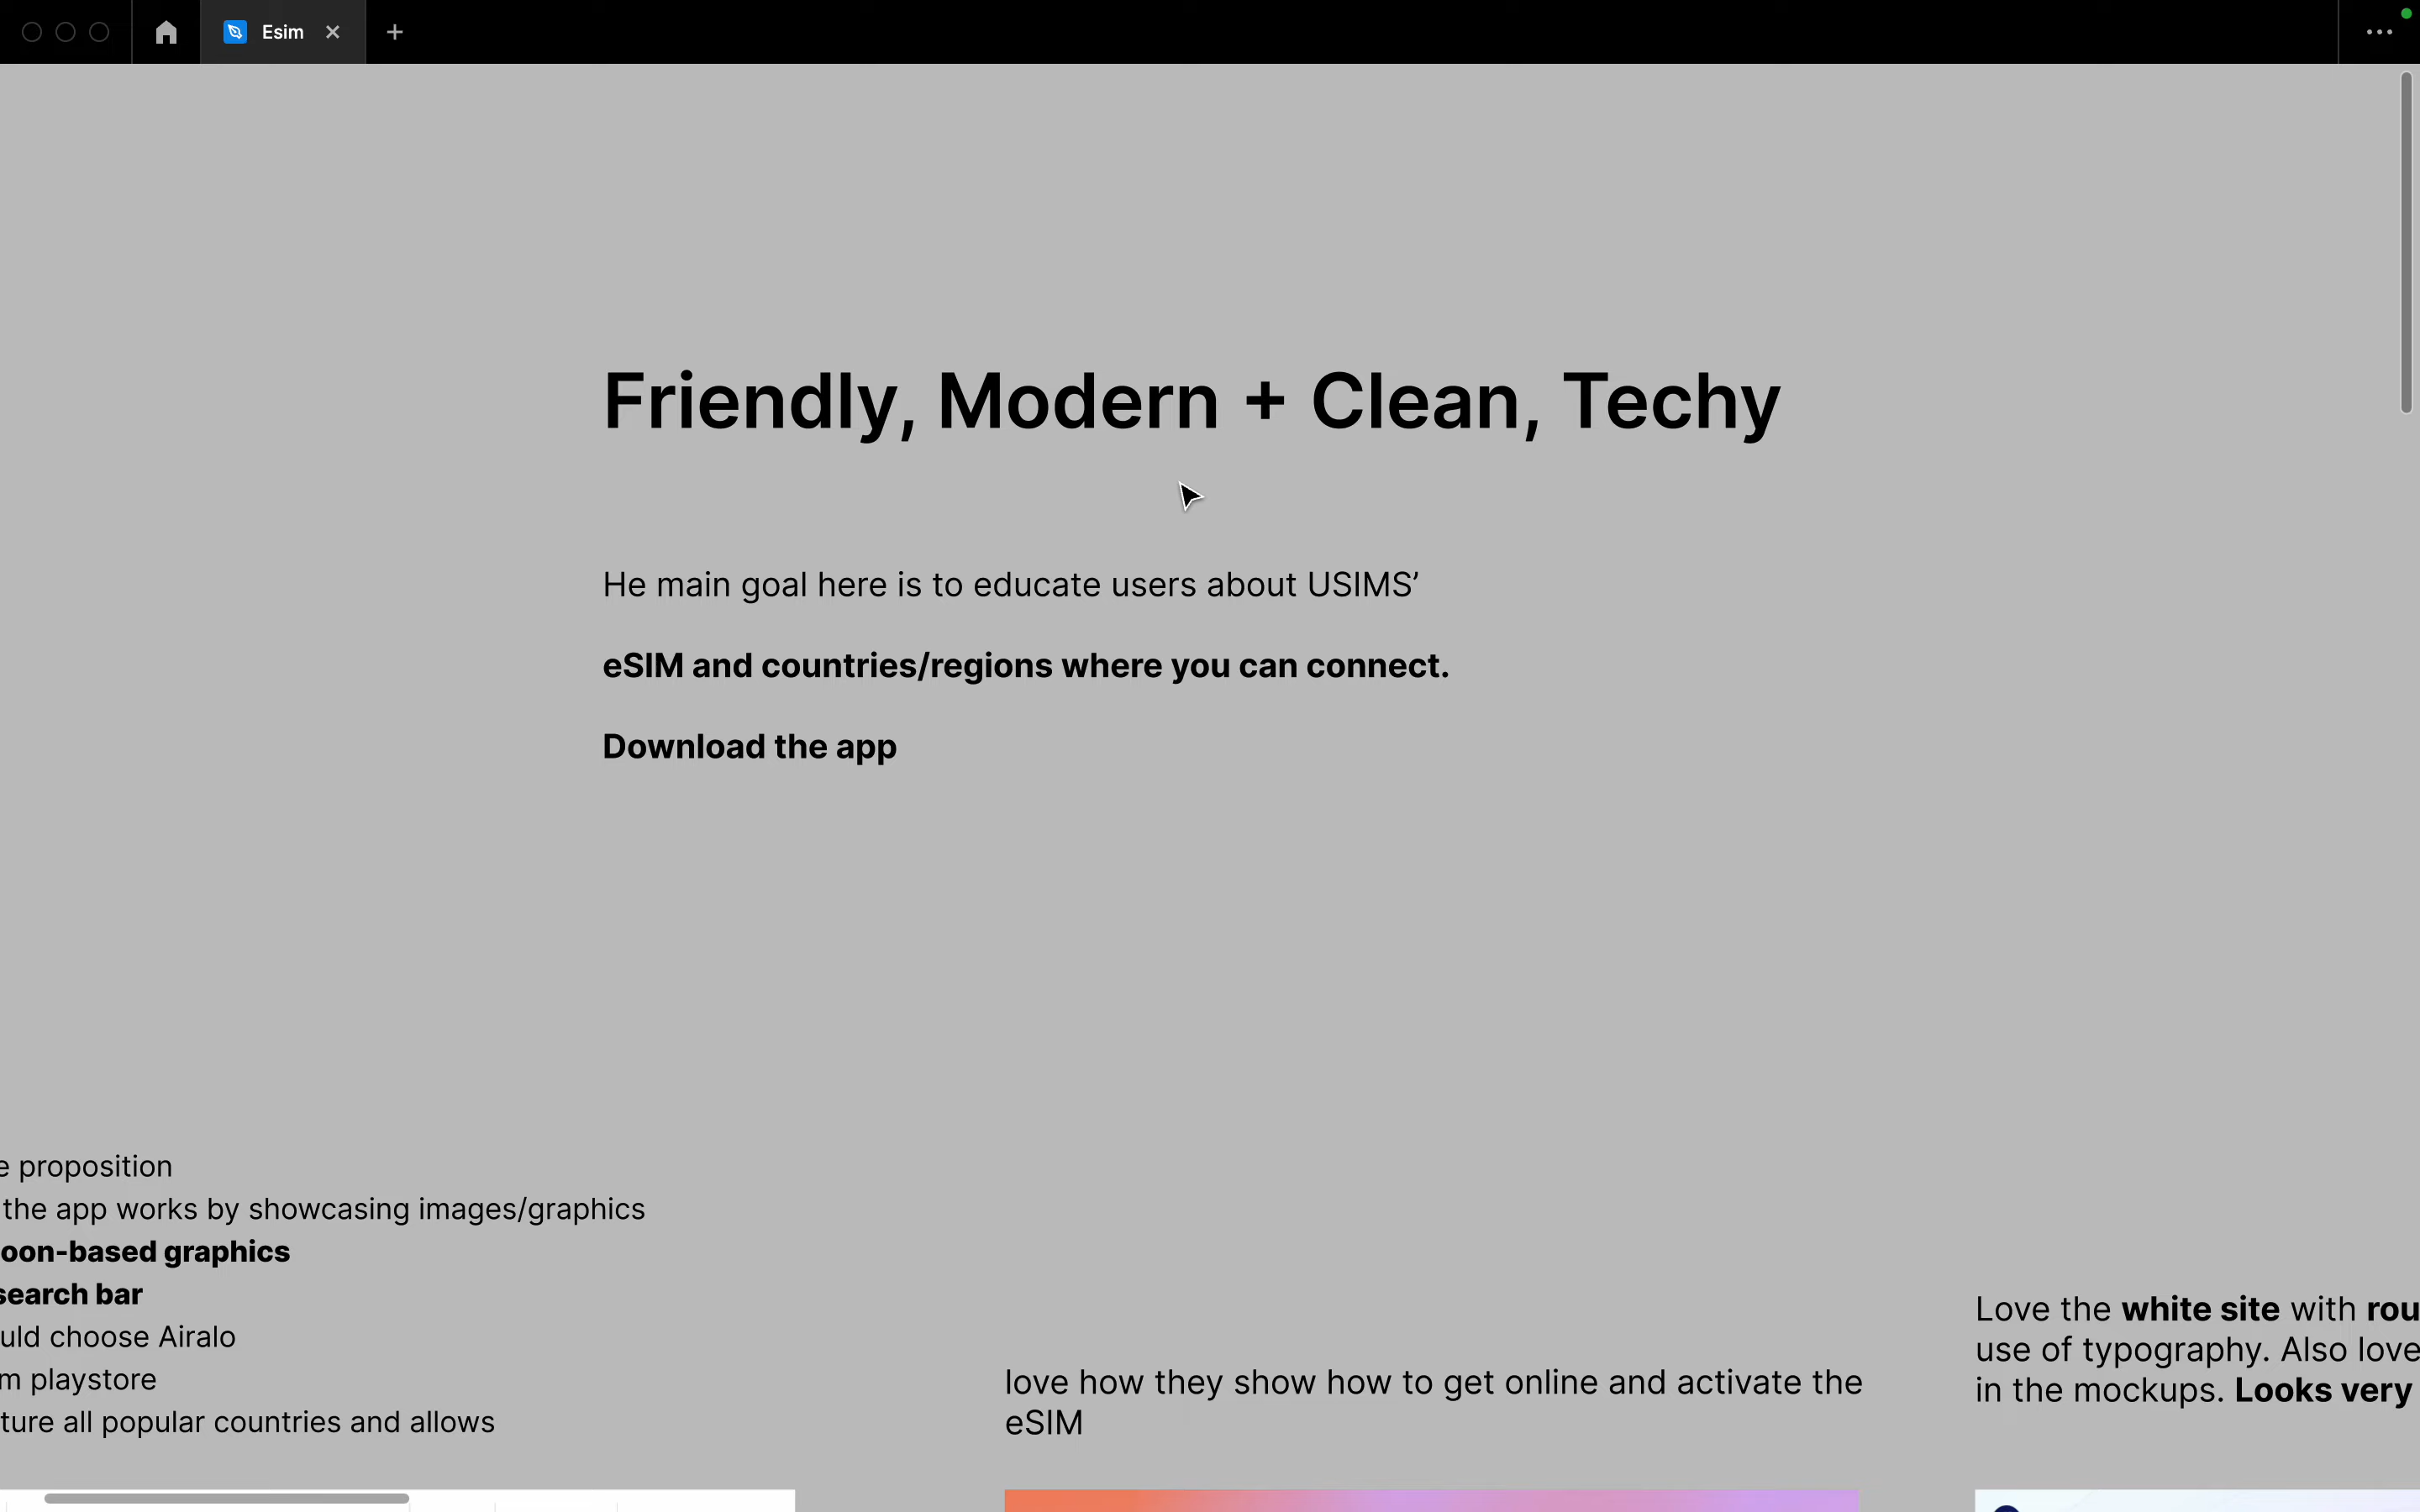 Esim
Friendly, Modern + Clean, Techy
He main goal here is to educate users about USIMS’
eSIM and countries/regions where you can connect.
Download the app
e proposition
the app works by showcasing images/graphics
oon-based graphics
search bar
uld choose Airalo
m playstore
ture all popular countries and allows
love how they show how to get online and activate the
eSIM
Love the white site with rou
use of typography. Also love
in the mockups. Looks very